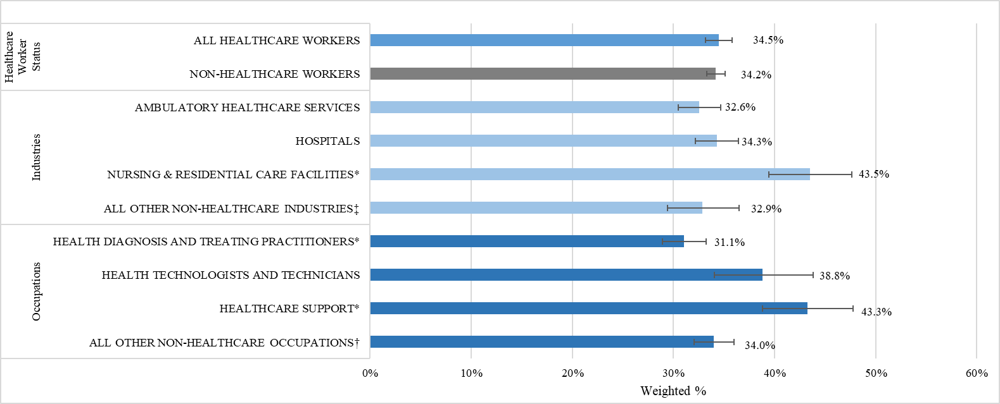 Healthcare
Worker
Status
ALL HEALTHCARE WORKERS
34.5%
NON-HEALTHCARE WORKERS
34.2%
Industries
AMBULATORY HEALTHCARE SERVICES
32.6%
HOSPITALS
34.3%
NURSING & RESIDENTIAL CARE FACILITIES*
43.5%
ALL OTHER NON-HEALTHCARE INDUSTRIES‡
32.9%
Occupations
HEALTH DIAGNOSIS AND TREATING PRACTITIONERS*
31.1%
HEALTH TECHNOLOGISTS AND TECHNICIANS
38.8%
HEALTHCARE SUPPORT*
43.3%
ALL OTHER NON-HEALTHCARE OCCUPATIONS†
34.0%
0% 10% 20% 30% 40% 50% 60%
Weighted %